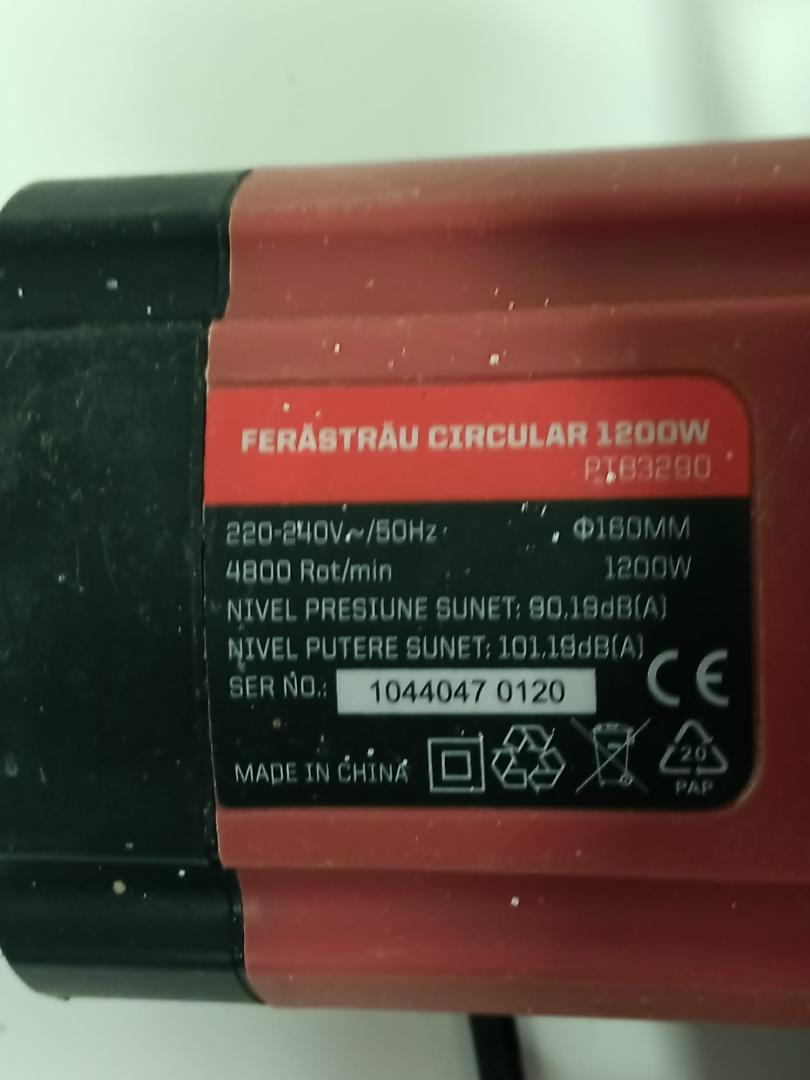 FERĂSTRĂU CIRCULAR 1200W
PT83290
220-240V~/50Hz Φ160MM
4800 Rot/min 1200W
NIVEL PRESIUNE SUNET: 90,19dB(A)
NIVEL PUTERE SUNET: 101,19dB(A)
SER NO.: 1044047 0120
CE
MADE IN CHINA
20
PAP